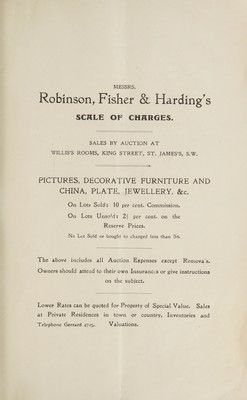 MESSRS.
Robinson, Fisher & Harding's
SCALE OF CHARGES.
SALES BY AUCTION AT
WILLIS'S ROOMS, KING STREET, ST. JAMES'S, S.W.
PICTURES, DECORATIVE FURNITURE AND
CHINA, PLATE, JEWELLERY, &c.
On Lots Sold: 10 per cent. Commission.
On Lots Unsold: 2½ per cent. on the
Reserve Prices.
No Lot Sold or bought in charged less than
The above includes all Auction Expenses except Removals.
Owners should attend to their own Insurances or give instructions
on the subject.
Lower Rates can be quoted for Property of Special Value. Sales
at Private Residences in town or country, Inventories and
Telephone Gerrard Valuations.